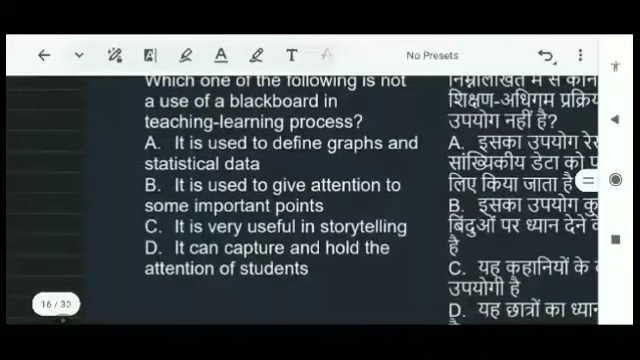 No Presets
Which one of the following is not
a use of a blackboard in
teaching-learning process?
A. It is used to define graphs and
statistical data
B. It is used to give attention to
some important points
C. It is very useful in storytelling
D. It can capture and hold the
attention of students
निम्नलिखित में से कौन
शिक्षण-अधिगम प्रक्रिय
उपयोग नहीं है?
A. इसका उपयोग रे
सांख्यिकीय डेटा को प
लिए किया जाता है
B. इसका उपयोग कु
बिंदुओं पर ध्यान देने
है
C. यह कहानियों के
उपयोगी है
D. यह छात्रों का ध्या
16 / 30